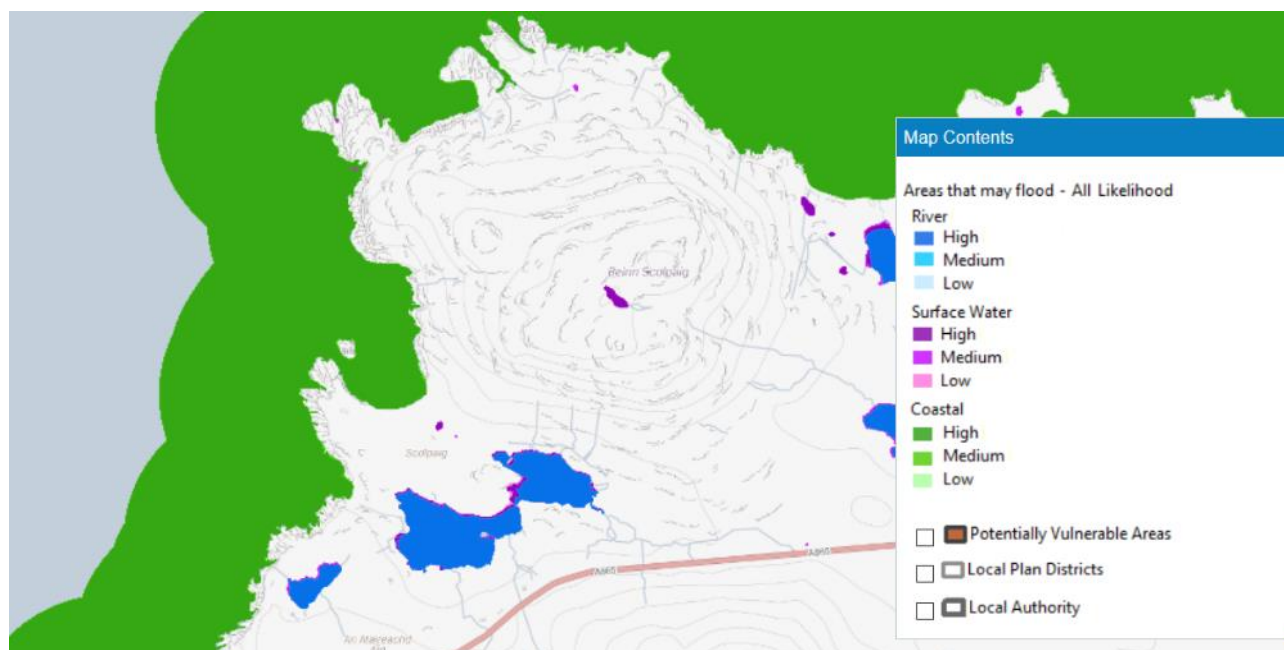 Map Contents
Beinn Scolpaig
Areas that may flood - All Likelihood
River
High
Medium
Low
Surface Water
High
Medium
Low
Coastal
High
Medium
Low
Scolpaig
Potentially Vulnerable Areas
A865
A865
Local Plan Districts
Local Authority